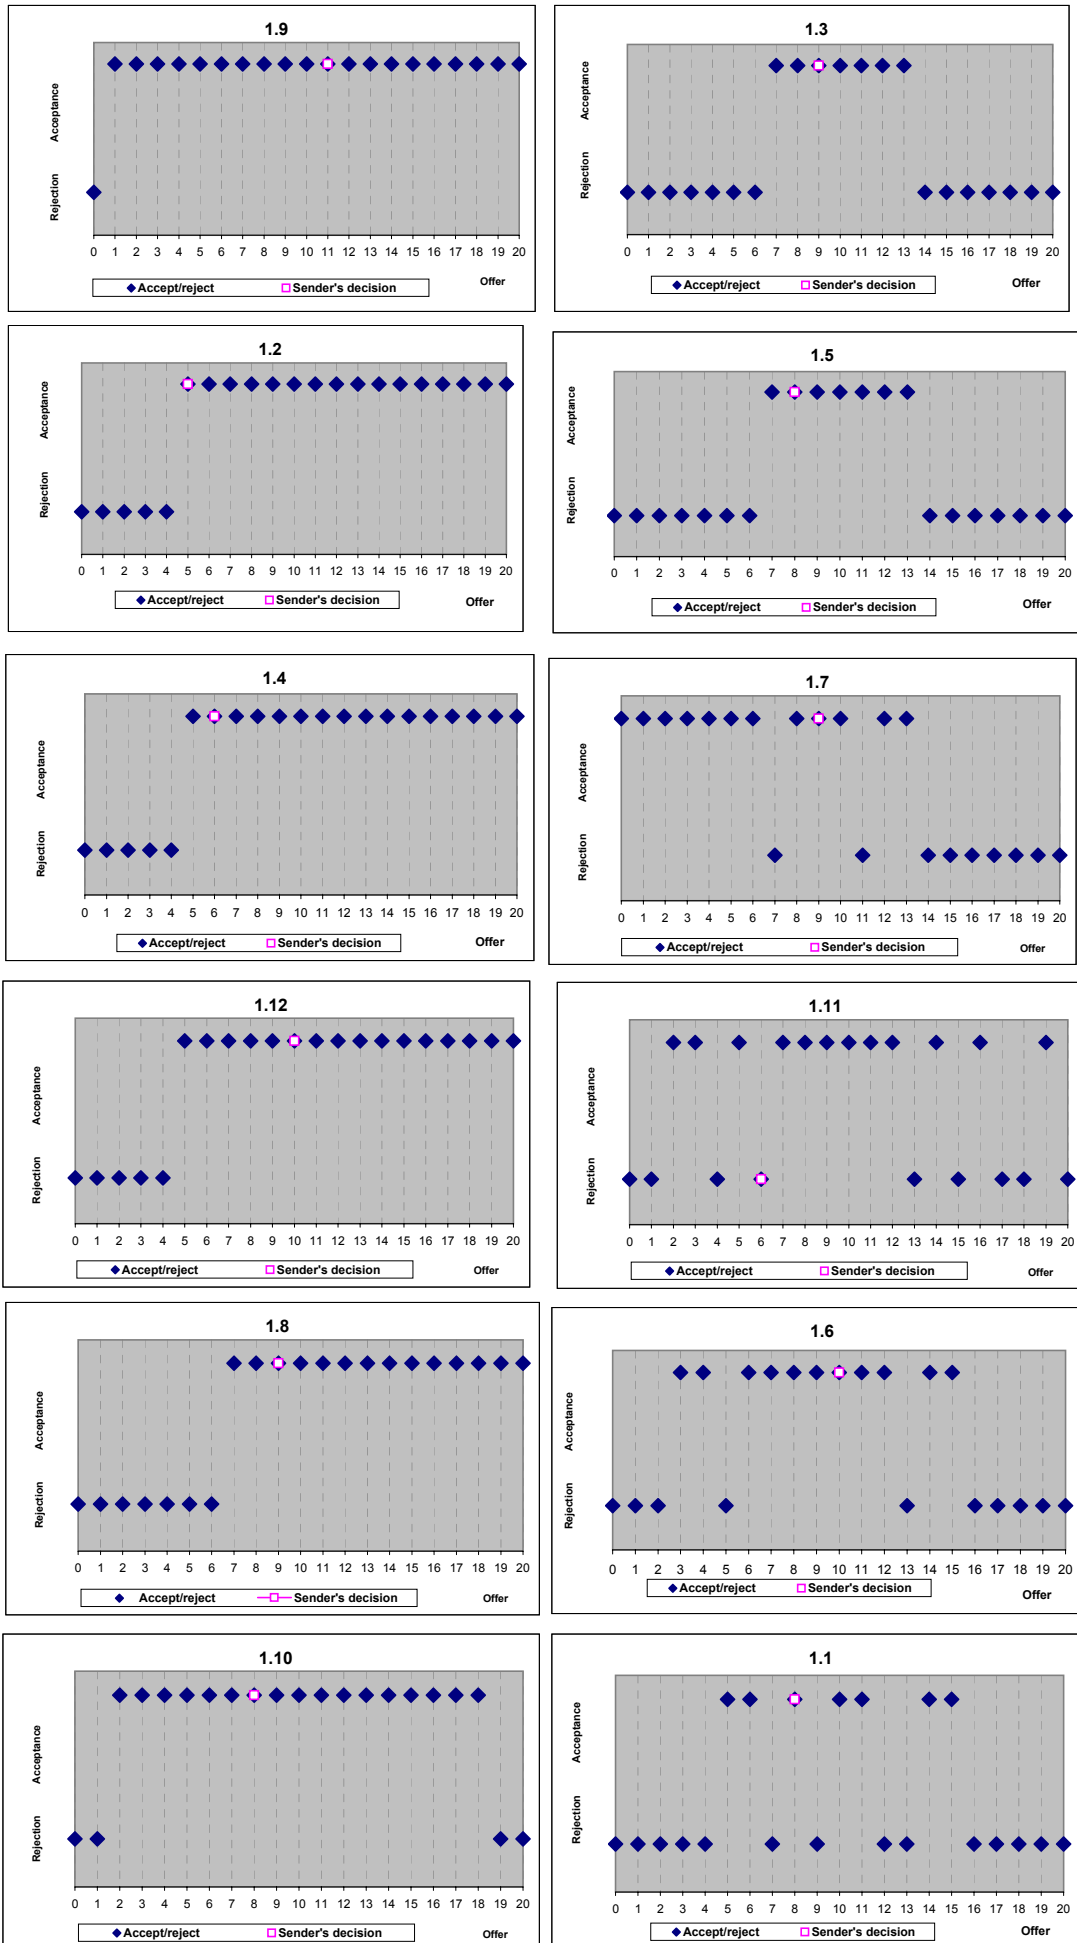 1.9
Acceptance
Rejection
0 1 2 3 4 5 6 7 8 9 10 11 12 13 14 15 16 17 18 19 20
Accept/reject Sender's decision Offer
1.3
Acceptance
Rejection
0 1 2 3 4 5 6 7 8 9 10 11 12 13 14 15 16 17 18 19 20
Accept/reject Sender's decision Offer
1.2
Acceptance
Rejection
0 1 2 3 4 5 6 7 8 9 10 11 12 13 14 15 16 17 18 19 20
Accept/reject Sender's decision Offer
1.5
Acceptance
Rejection
0 1 2 3 4 5 6 7 8 9 10 11 12 13 14 15 16 17 18 19 20
Accept/reject Sender's decision Offer
1.4
Acceptance
Rejection
0 1 2 3 4 5 6 7 8 9 10 11 12 13 14 15 16 17 18 19 20
Accept/reject Sender's decision Offer
1.7
Acceptance
Rejection
0 1 2 3 4 5 6 7 8 9 10 11 12 13 14 15 16 17 18 19 20
Accept/reject Sender's decision Offer
1.12
Acceptance
Rejection
0 1 2 3 4 5 6 7 8 9 10 11 12 13 14 15 16 17 18 19 20
Accept/reject Sender's decision Offer
1.11
Acceptance
Rejection
0 1 2 3 4 5 6 7 8 9 10 11 12 13 14 15 16 17 18 19 20
Accept/reject Sender's decision Offer
1.8
Acceptance
Rejection
0 1 2 3 4 5 6 7 8 9 10 11 12 13 14 15 16 17 18 19 20
Accept/reject Sender's decision Offer
1.6
Acceptance
Rejection
0 1 2 3 4 5 6 7 8 9 10 11 12 13 14 15 16 17 18 19 20
Accept/reject Sender's decision Offer
1.10
Acceptance
Rejection
0 1 2 3 4 5 6 7 8 9 10 11 12 13 14 15 16 17 18 19 20
Accept/reject Sender's decision Offer
1.1
Acceptance
Rejection
0 1 2 3 4 5 6 7 8 9 10 11 12 13 14 15 16 17 18 19 20
Accept/reject Sender's decision Offer